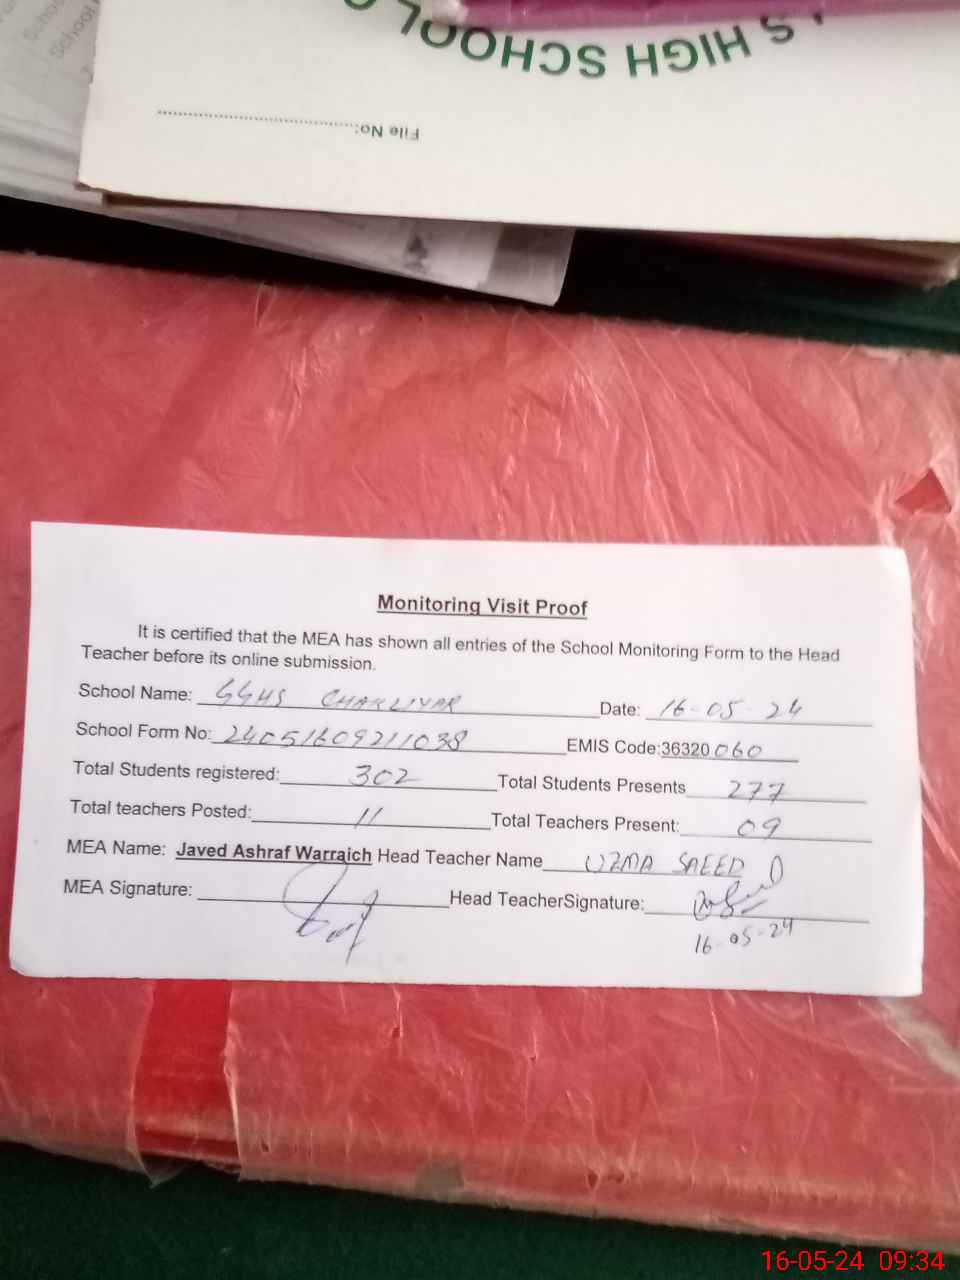 S HIGH SCHOOL
File No:
Monitoring Visit Proof
It is certified that the MEA has shown all entries of the School Monitoring Form to the Head
Teacher before its online submission.
School Name: GGHS CHAKLIYAR Date: 16-05-24
School Form No: 24051609211038 EMIS Code:36320060
Total Students registered: 302 Total Students Presents 277
Total teachers Posted: 11 Total Teachers Present: 09
MEA Name: Javed Ashraf Warraich Head Teacher Name UZMA SAEED
MEA Signature: Head TeacherSignature:
16-05-24
16-05-24 09:34